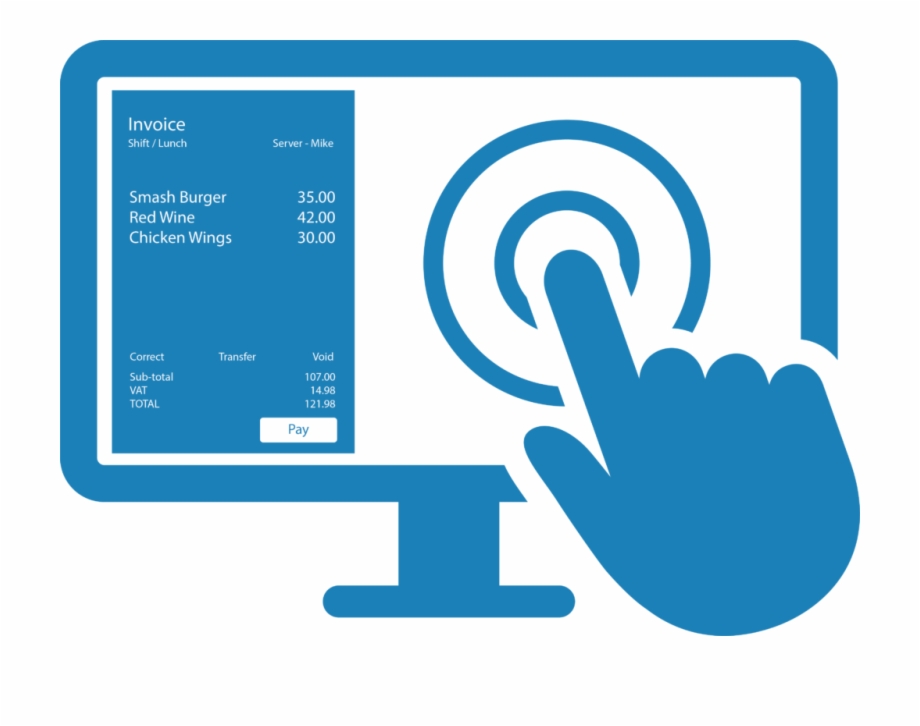 Invoice
Shift / Lunch Server - Mike
Smash Burger 35.00
Red Wine 42.00
Chicken Wings 30.00
Correct Transfer Void
Sub-total 107.00
VAT 14.98
TOTAL 121.98
Pay